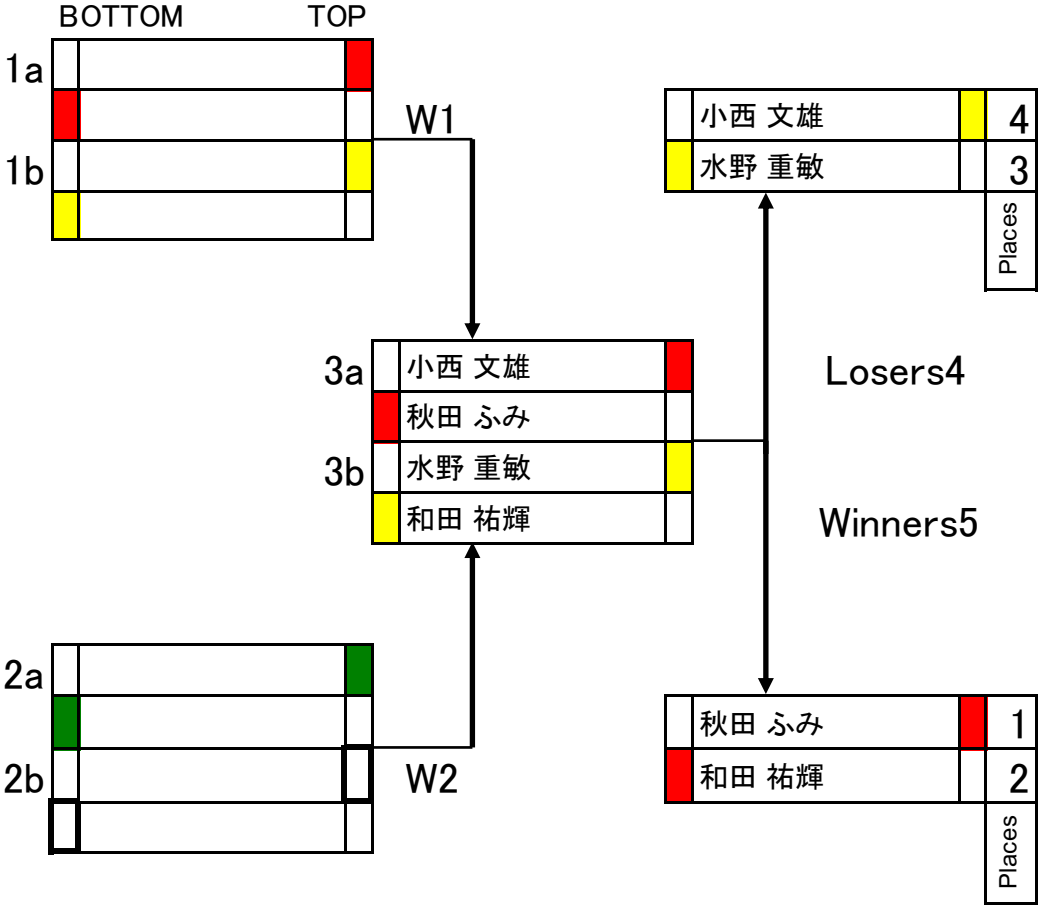 BOTTOM TOP
1a
W1
1b
小西 文雄 4
水野 重敏 3
Places
3a 小西 文雄
秋田 ふみ
3b 水野 重敏
和田 祐輝
Losers4
Winners5
2a
2b
W2
秋田 ふみ 1
和田 祐輝 2
Places